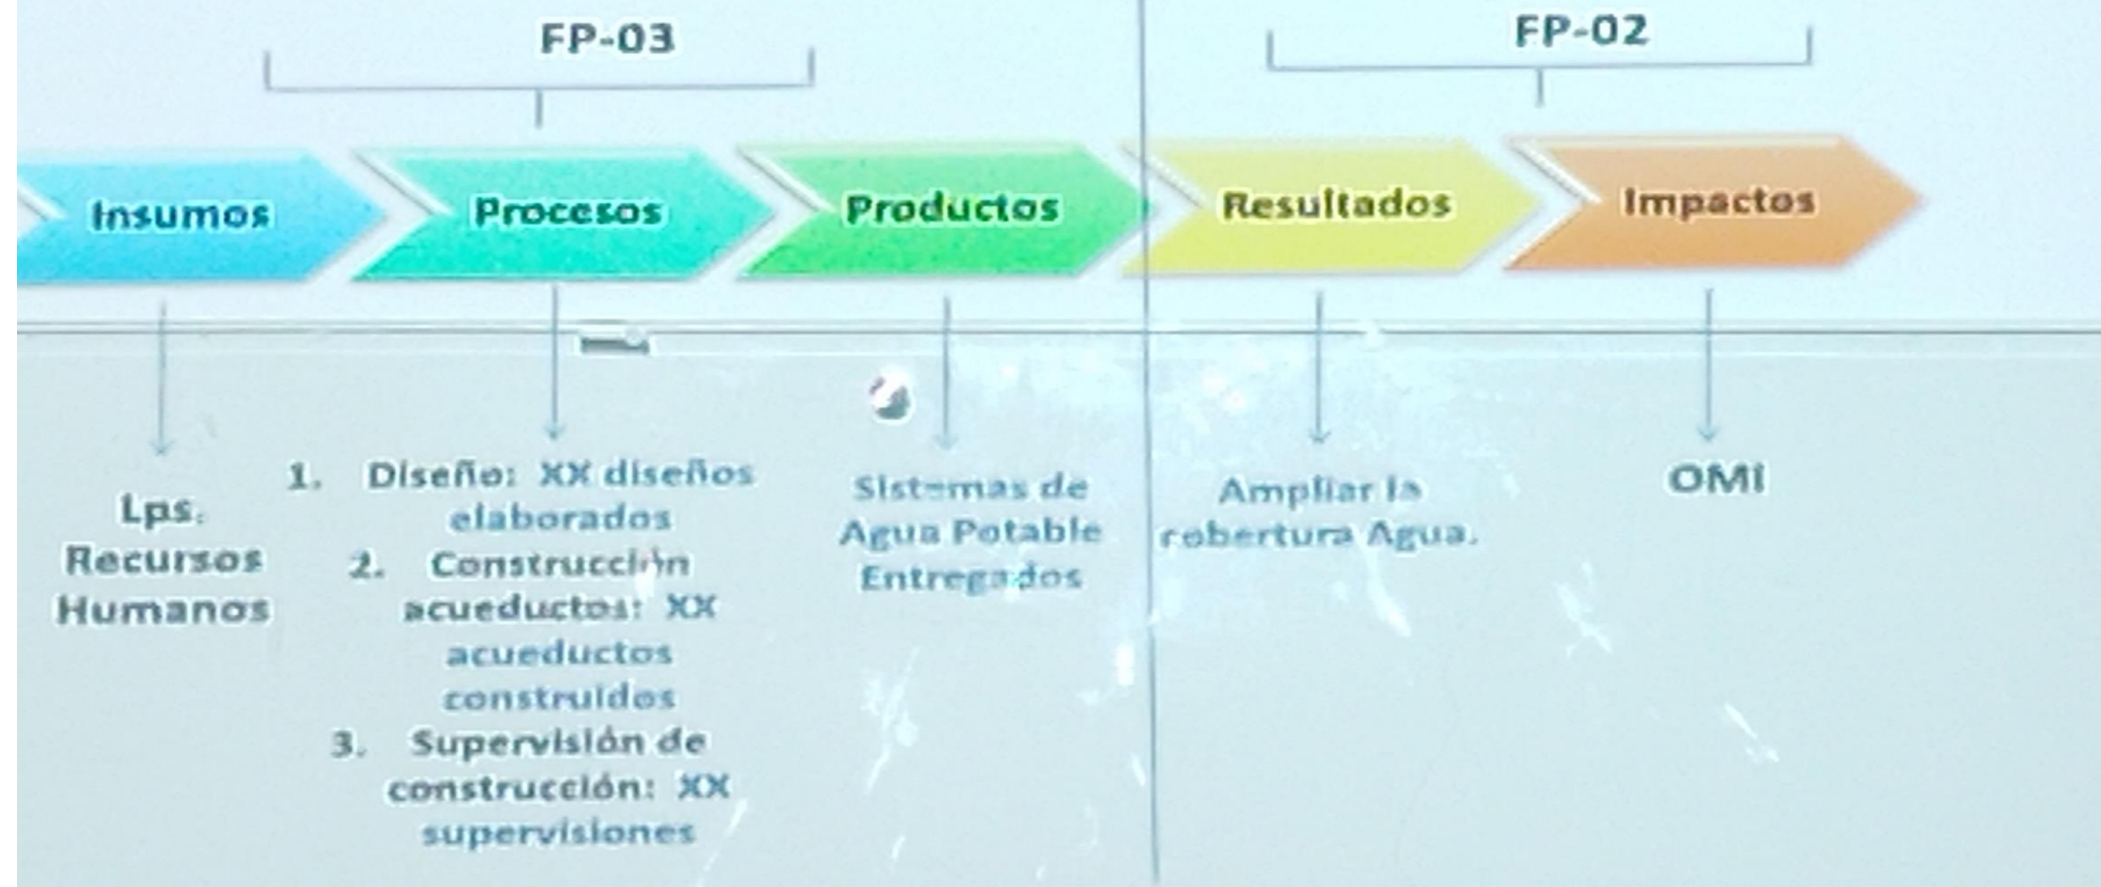 FP-03
FP-02
Insumos
Procesos
Productos
Resultados
Impactos
Lps.
Recursos
Humanos
1. Diseño: XX diseños
elaborados
2. Construcción
acueductos: XX
acueductos
construidos
3. Supervisión de
construcción: XX
supervisiones
Sistemas de
Agua Potable
Entregados
Ampliar la
cobertura Agua.
OMI